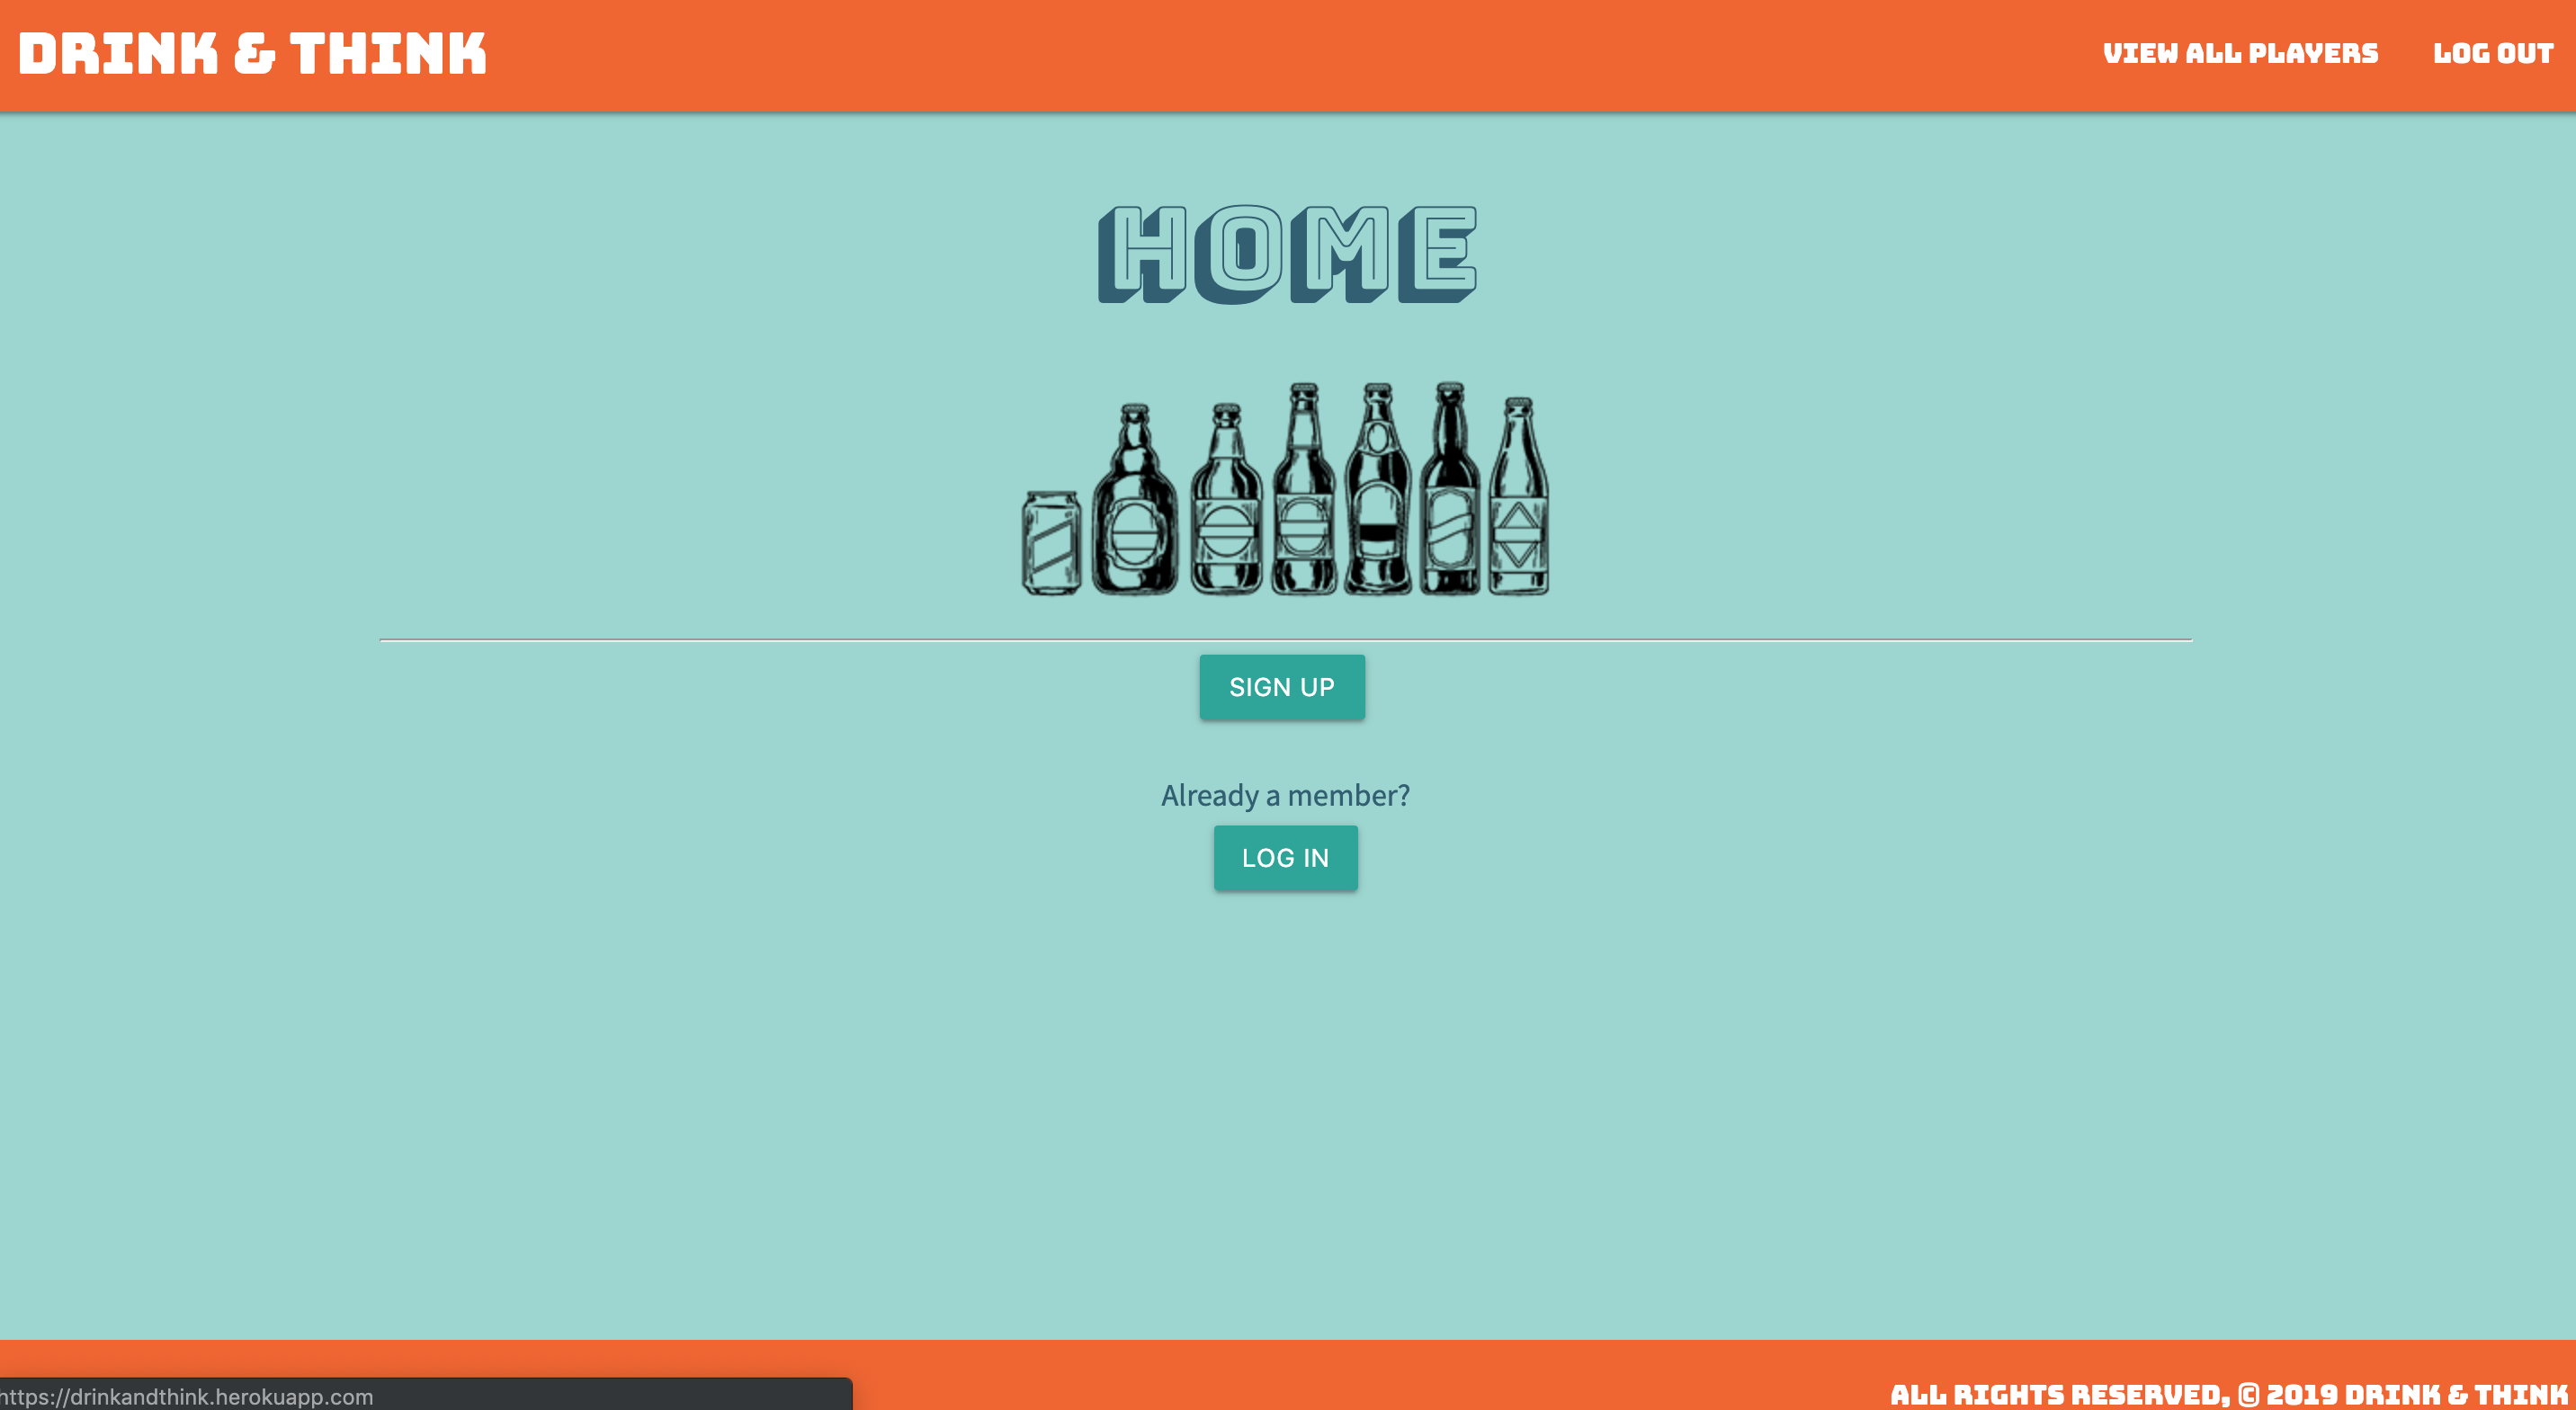 DRINK & THINK
VIEW ALL PLAYERS
LOG OUT
HOME
SIGN UP
Already a member?
LOG IN
https://drinkandthink.herokuapp.com
ALL RIGHTS RESERVED, © 2019 DRINK & THINK